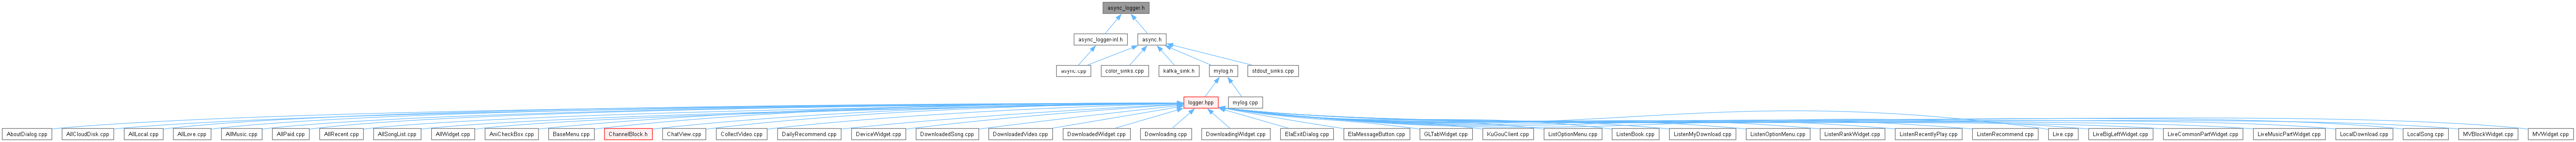 async_logger.h
async_logger-inl.h
async.h
async.cpp
color_sinks.cpp
kafka_sink.h
mylog.h
stdout_sinks.cpp
logger.hpp
mylog.cpp
AboutDialog.cpp
AllCloudDisk.cpp
AllLocal.cpp
AllLove.cpp
AllMusic.cpp
AllPaid.cpp
AllRecent.cpp
AllSongList.cpp
AllWidget.cpp
AniCheckBox.cpp
BaseMenu.cpp
ChannelBlock.h
ChatView.cpp
CollectVideo.cpp
DailyRecommend.cpp
DeviceWidget.cpp
DownloadedSong.cpp
DownloadedVideo.cpp
DownloadedWidget.cpp
Downloading.cpp
DownloadingWidget.cpp
ElaExitDialog.cpp
ElaMessageButton.cpp
GLTabWidget.cpp
KuGouClient.cpp
ListOptionMenu.cpp
ListenBook.cpp
ListenMyDownload.cpp
ListenOptionMenu.cpp
ListenRankWidget.cpp
ListenRecentlyPlay.cpp
ListenRecommend.cpp
Live.cpp
LiveBigLeftWidget.cpp
LiveCommonPartWidget.cpp
LiveMusicPartWidget.cpp
LocalDownload.cpp
LocalSong.cpp
MVBlockWidget.cpp
MVWidget.cpp